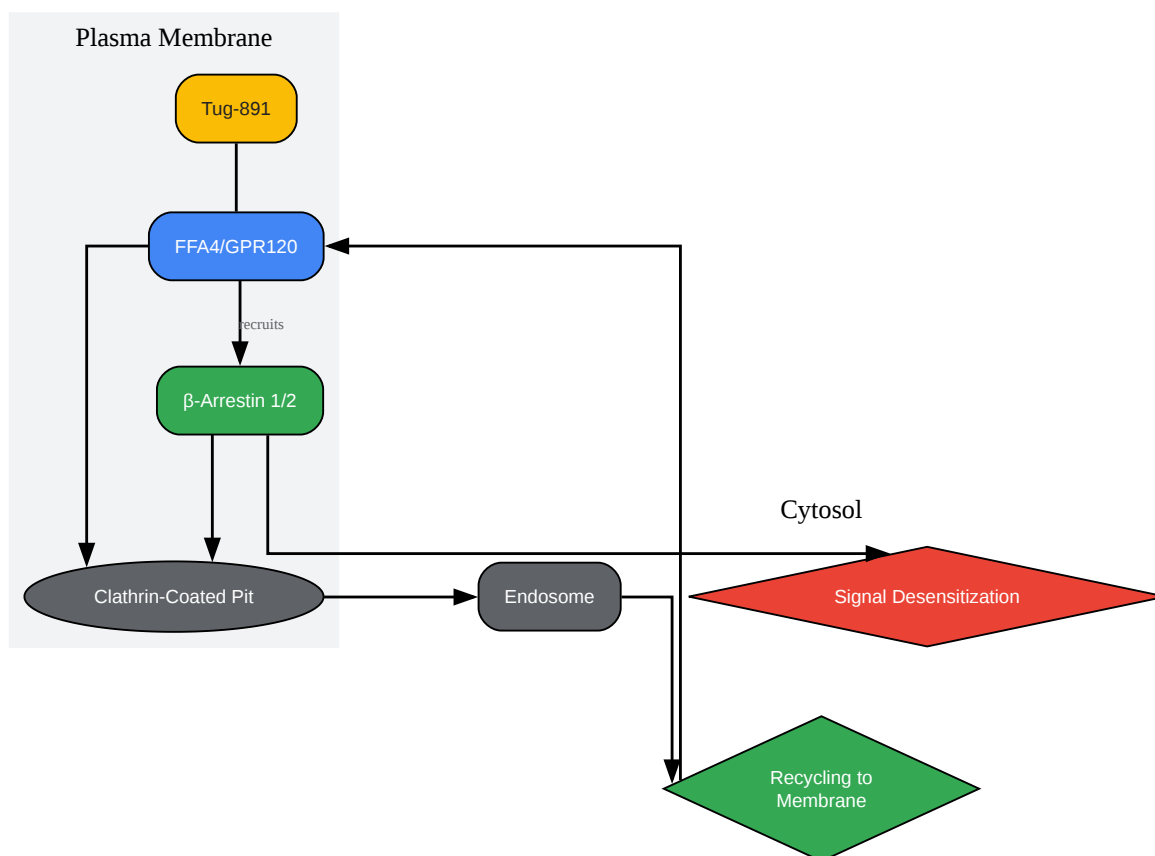 Plasma Membrane
Tug-891
FFA4/GPR120
recruits
β-Arrestin 1/2
Cytosol
Clathrin-Coated Pit
Endosome
Signal Desensitization
Recycling to
Membrane